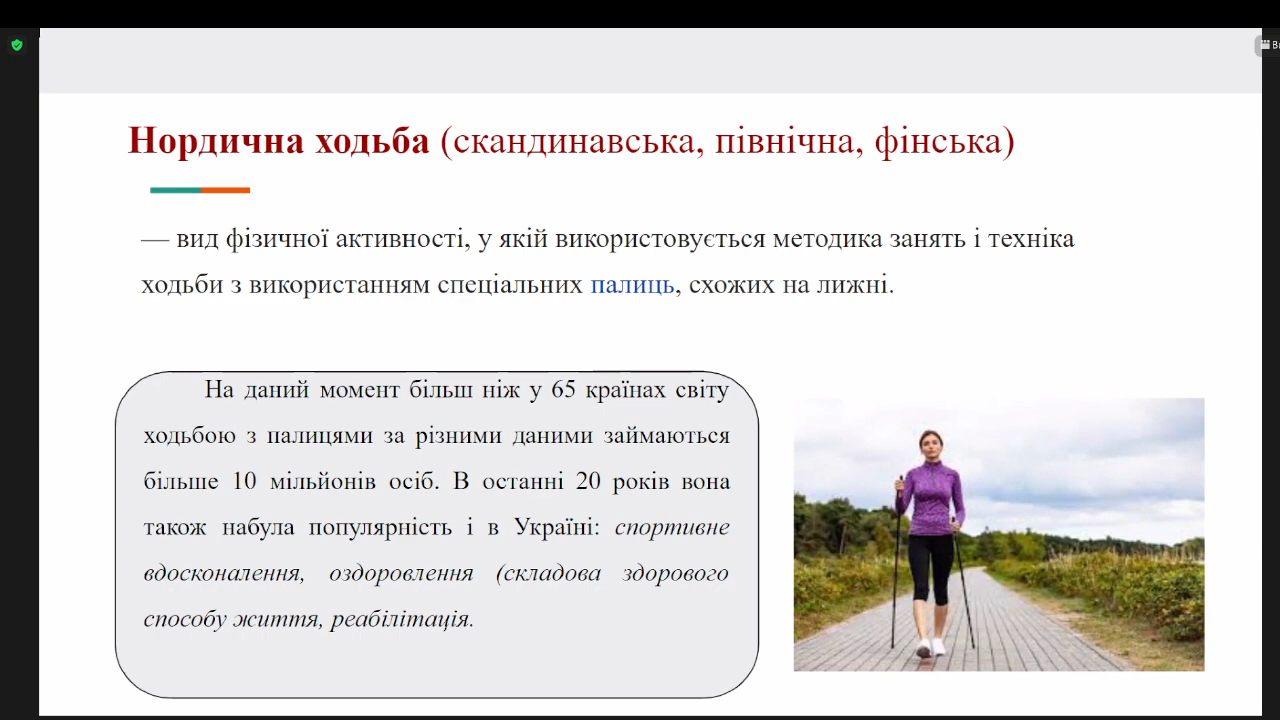 Нордична ходьба (скандинавська, північна, фінська)
— вид фізичної активності, у якій використовується методика занять і техніка
ходьби з використанням спеціальних палиць, схожих на лижні.
На даний момент більш ніж у 65 країнах світу
ходьбою з палицями за різними даними займаються
більше 10 мільйонів осіб. В останні 20 років вона
також набула популярність і в Україні: спортивне
вдосконалення, оздоровлення (складова здорового
способу життя, реабілітація.